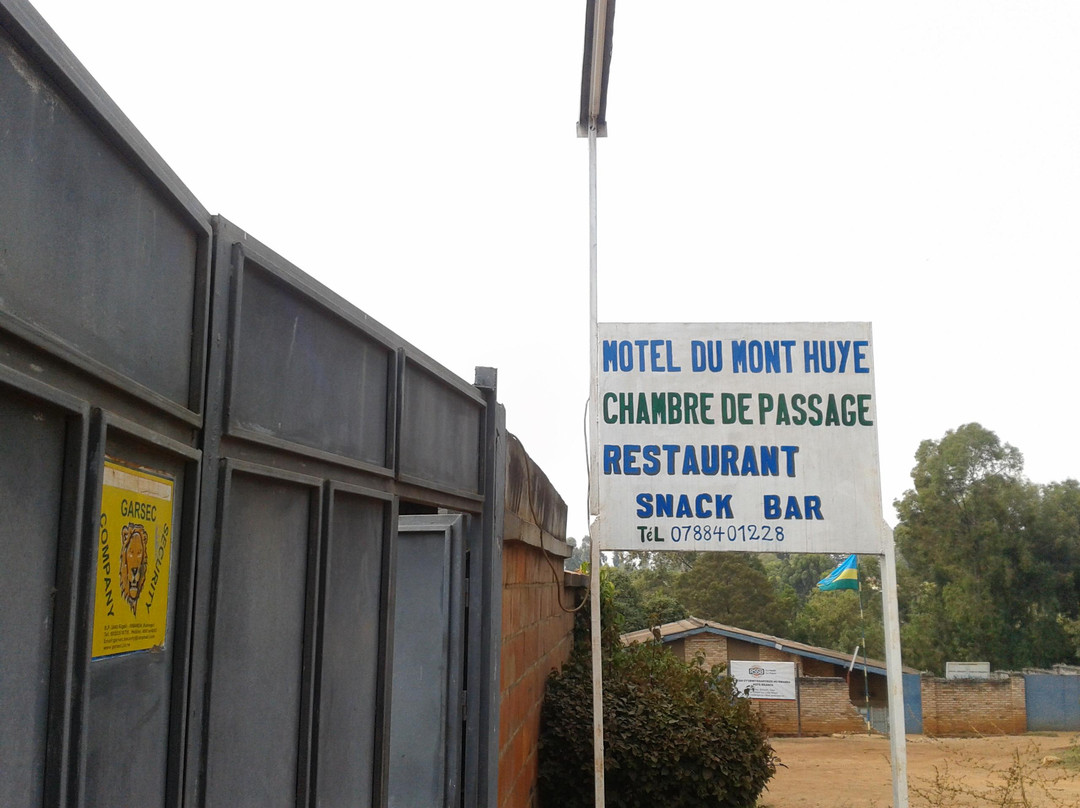 MOTEL DU MONT HUYE
CHAMBRE DE PASSAGE
RESTAURANT
SNACK BAR
TéL 0788401228
GARSEC
SECURITY
COMPANY